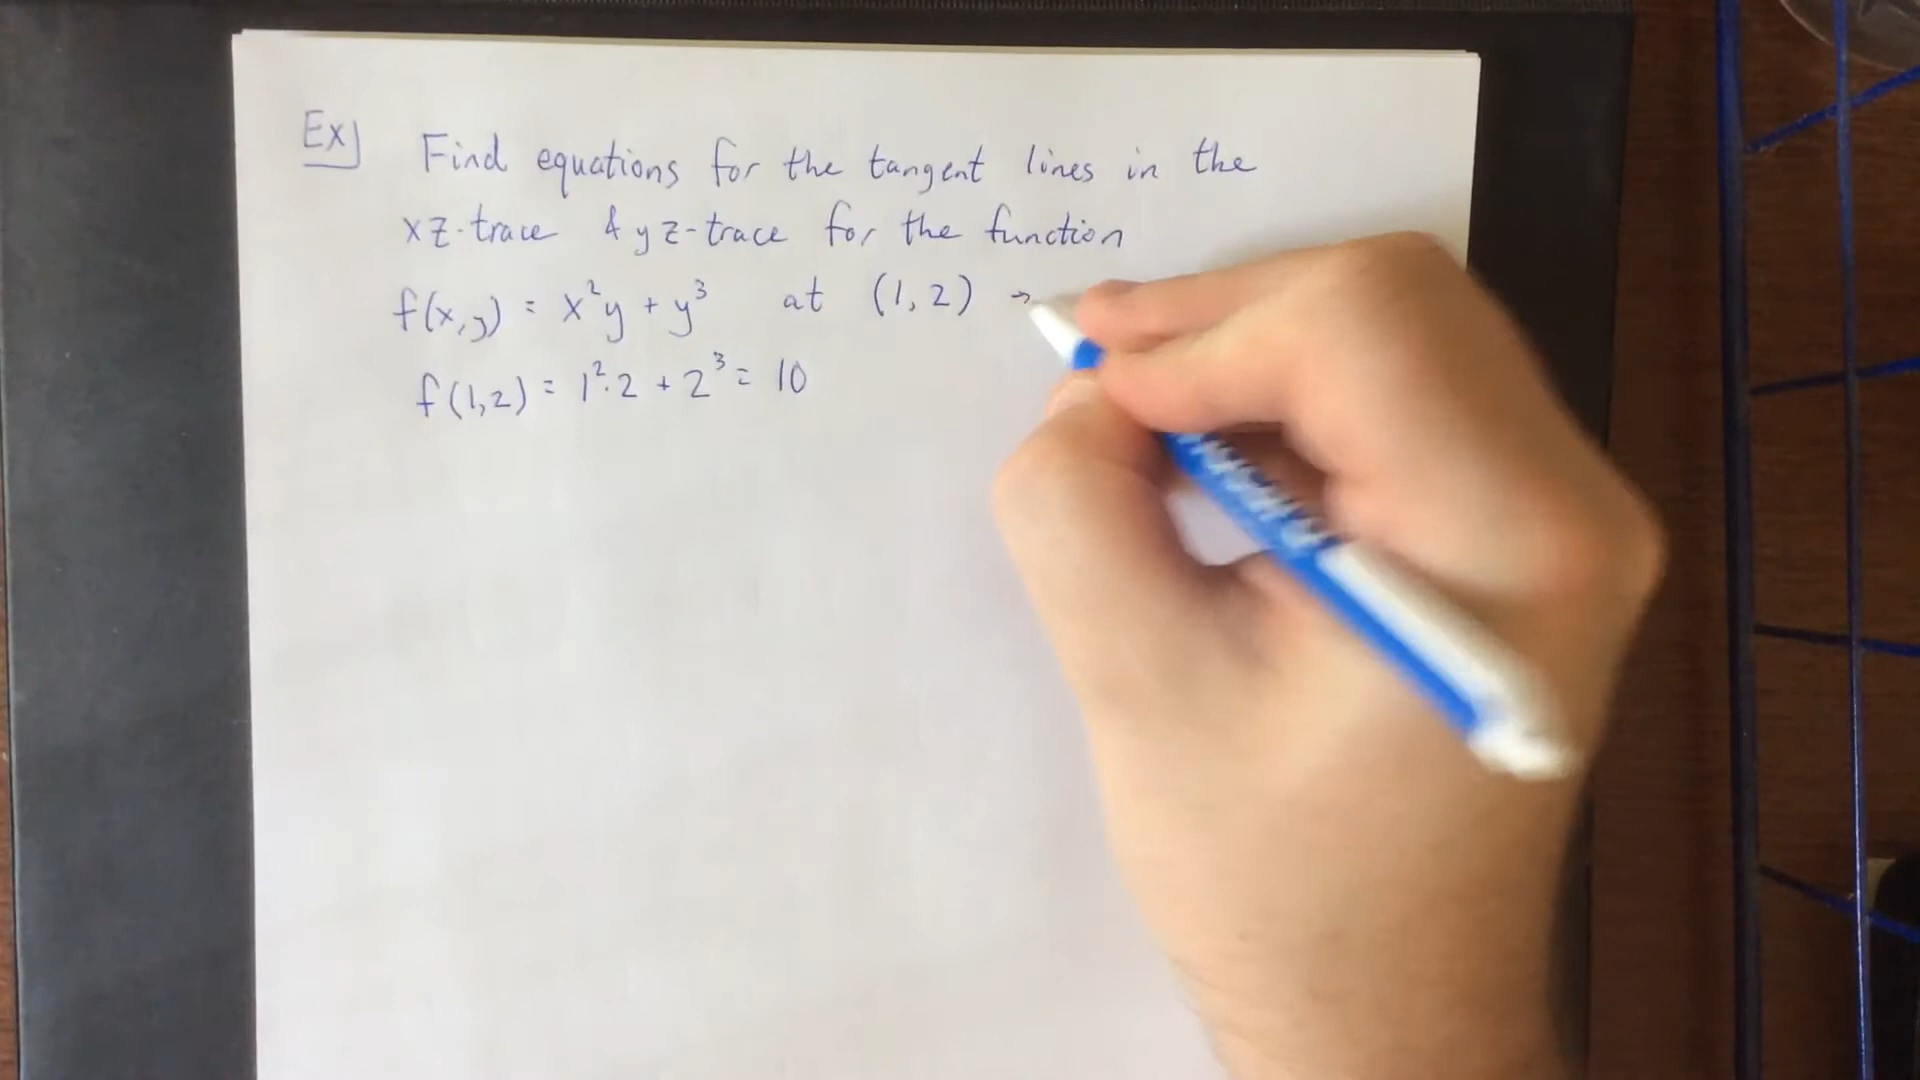 Ex) Find equations for the tangent lines in the
xz-trace & yz-trace for the function
f(x,y) = x²y + y³ at (1,2) →
f(1,2) = 1²·2 + 2³ = 10